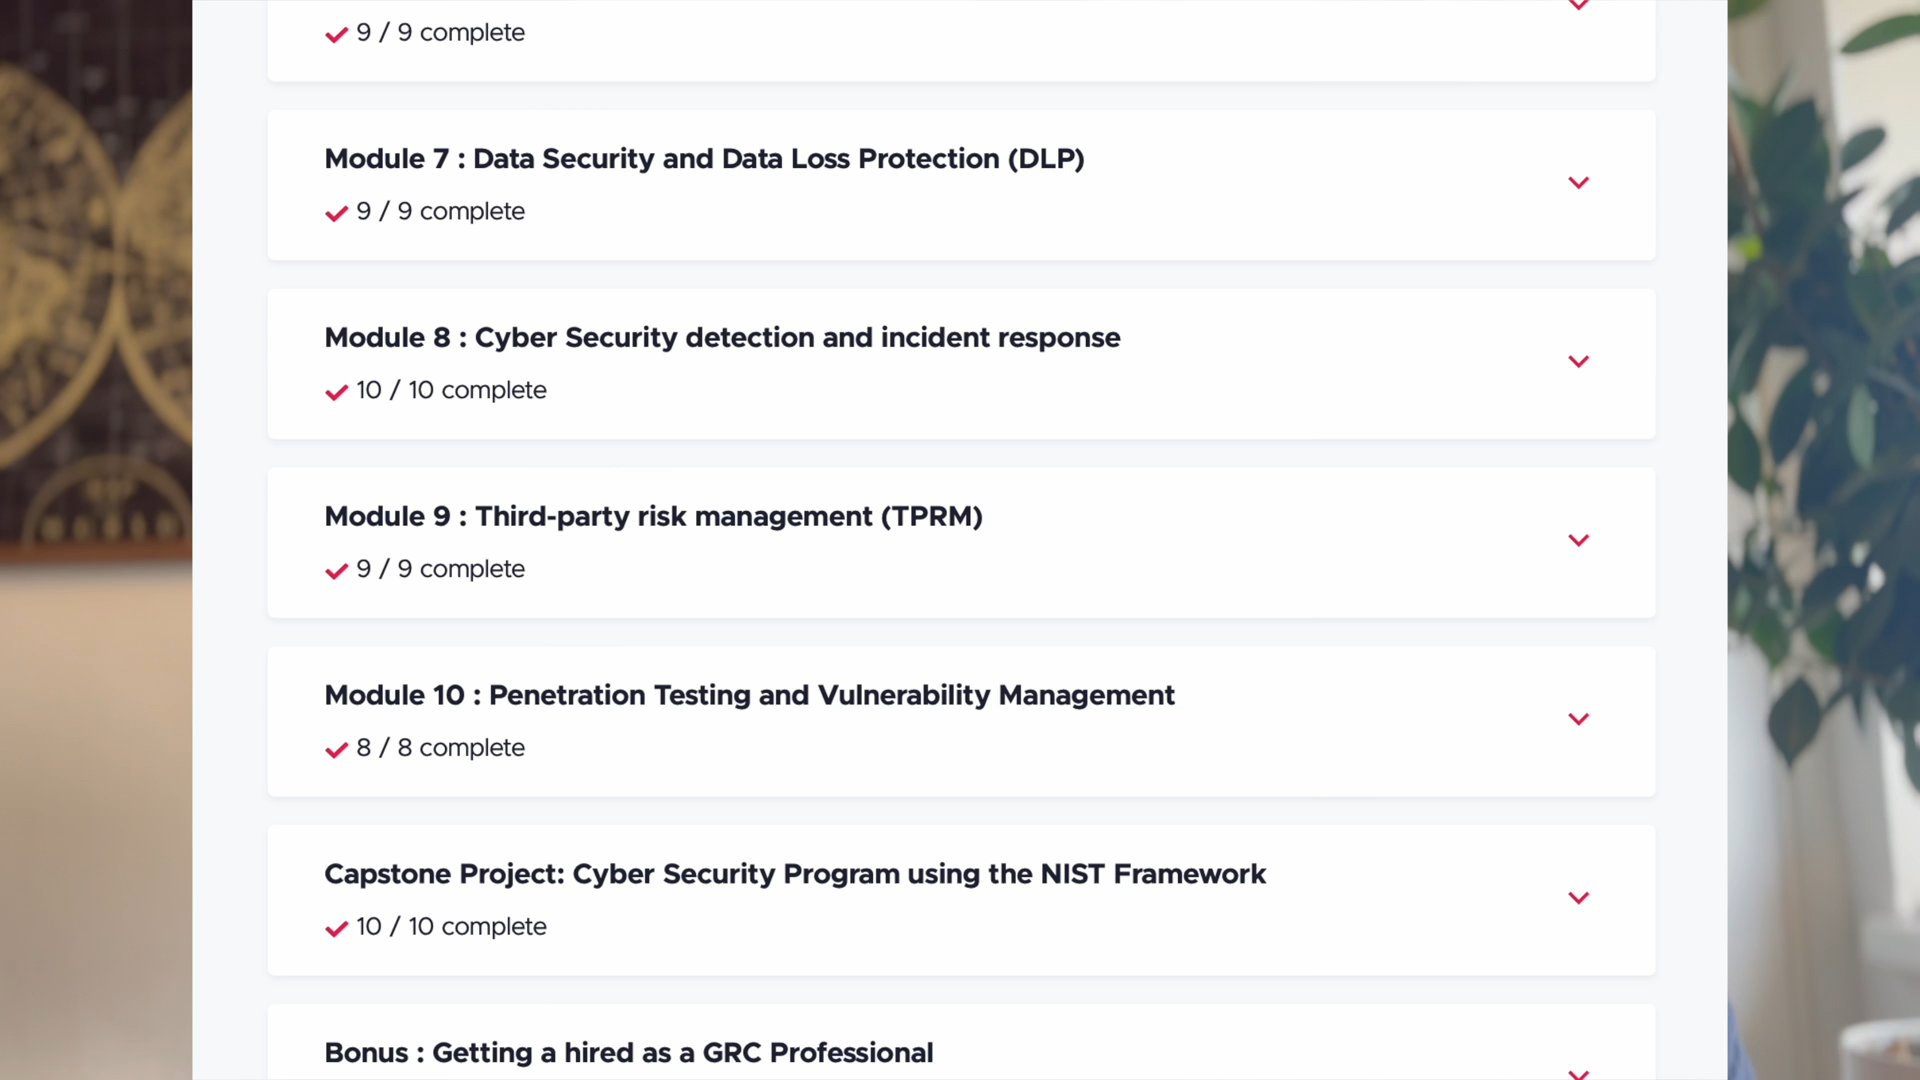 9 / 9 complete
Module 7 : Data Security and Data Loss Protection (DLP)
9 / 9 complete
Module 8 : Cyber Security detection and incident response
10 / 10 complete
Module 9 : Third-party risk management (TPRM)
9 / 9 complete
Module 10 : Penetration Testing and Vulnerability Management
8 / 8 complete
Capstone Project: Cyber Security Program using the NIST Framework
10 / 10 complete
Bonus : Getting a hired as a GRC Professional